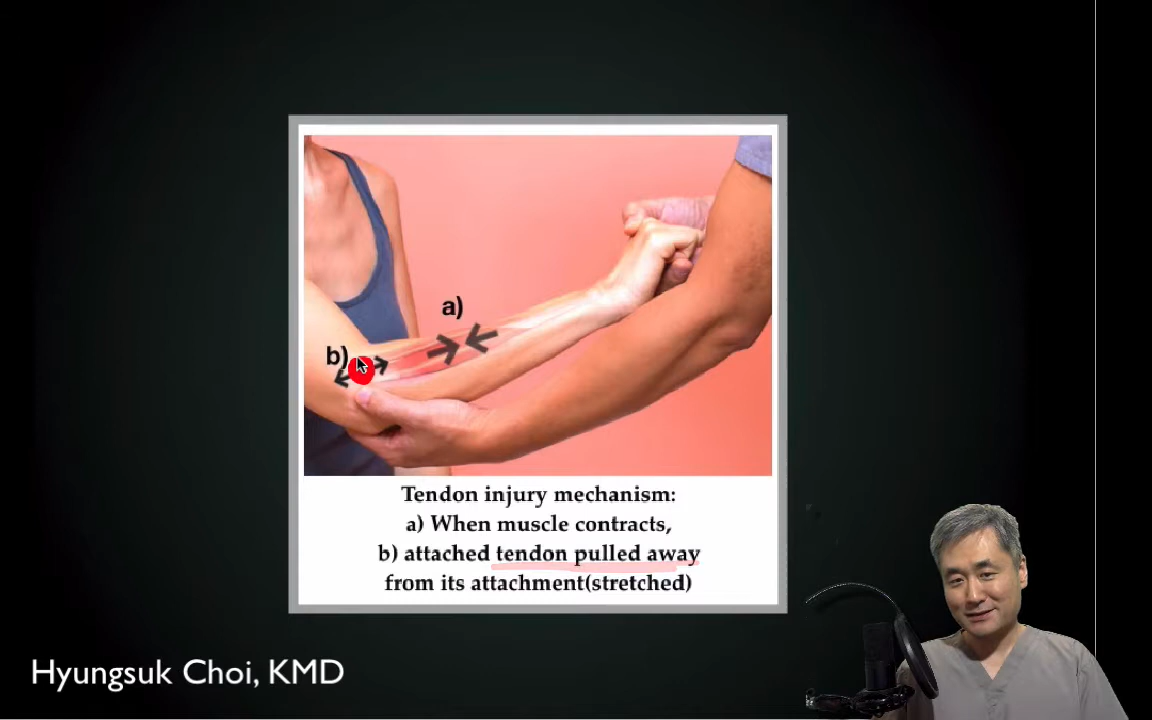 a)
b)
Tendon injury mechanism:
a) When muscle contracts,
b) attached tendon pulled away
from its attachment(stretched)
Hyungsuk Choi, KMD